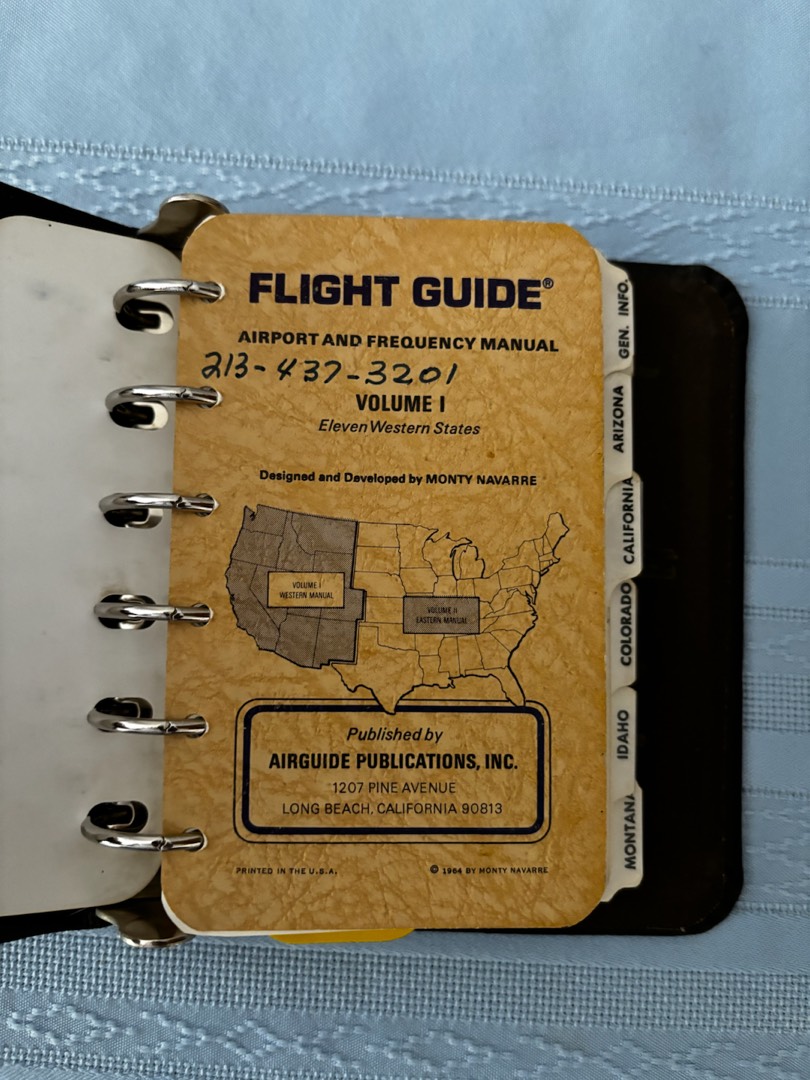 FLIGHT GUIDE®
AIRPORT AND FREQUENCY MANUAL
213-437-3201
VOLUME I
Eleven Western States
Designed and Developed by MONTY NAVARRE
VOLUME I
WESTERN MANUAL
VOLUME II
EASTERN MANUAL
Published by
AIRGUIDE PUBLICATIONS, INC.
1207 PINE AVENUE
LONG BEACH, CALIFORNIA 90813
PRINTED IN THE U.S.A.
© 1964 BY MONTY NAVARRE
GEN. INFO.
ARIZONA
CALIFORNIA
COLORADO
IDAHO
MONTANA